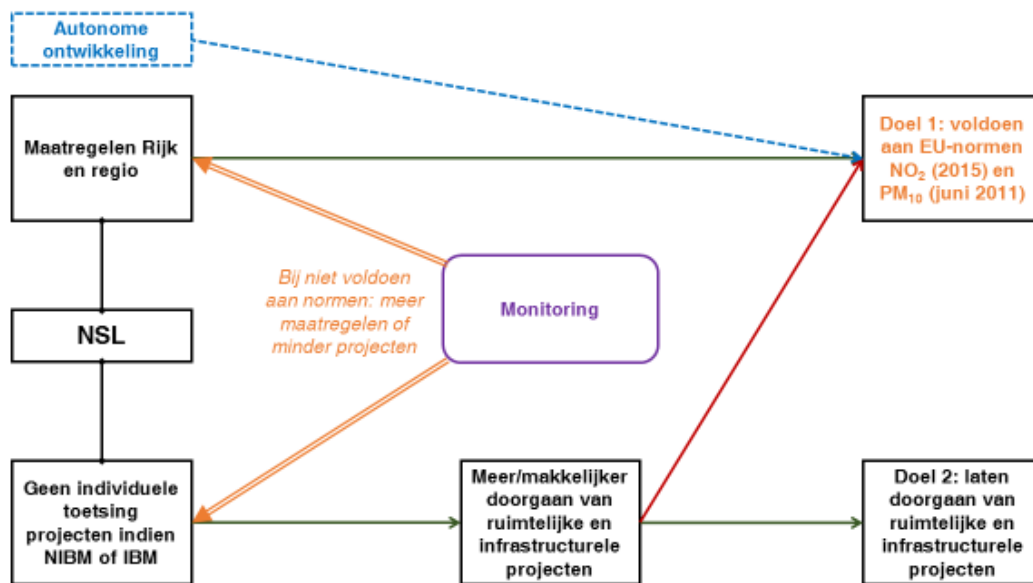 Autonome
ontwikkeling
Maatregelen Rijk
en regio
Doel 1: voldoen
aan EU-normen
NO₂ (2015) en
PM₁₀ (juni 2011)
Bij niet voldoen
aan normen: meer
maatregelen of
minder projecten
Monitoring
NSL
Geen individuele
toetsing
projecten indien
NIBM of IBM
Meer/makkelijker
doorgaan van
ruimtelijke en
infrastructurele
projecten
Doel 2: laten
doorgaan van
ruimtelijke en
infrastructurele
projecten